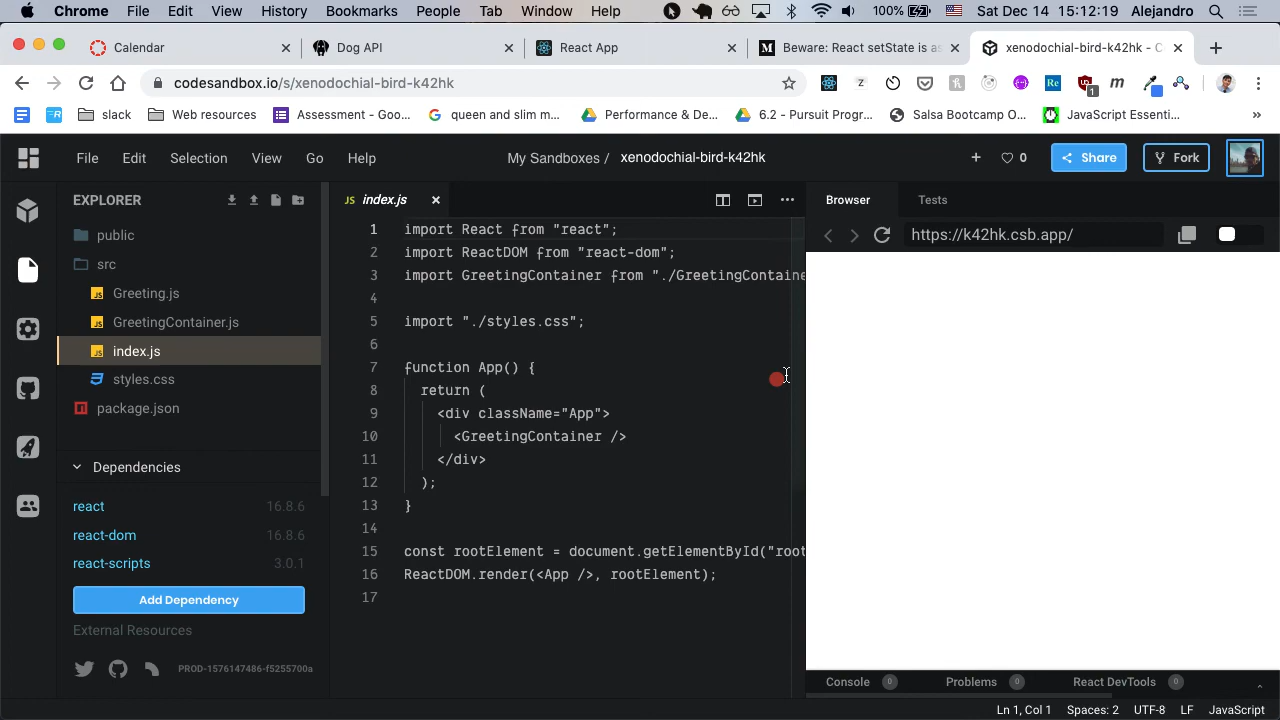 Chrome File Edit View History Bookmarks People Tab Window Help 100% Sat Dec 14 15:12:19 Alejandro
Calendar Dog API React App Beware: React setState is as xenodochial-bird-k42hk - C
codesandbox.io/s/xenodochial-bird-k42hk
slack Web resources Assessment - Goo... queen and slim m... Performance & De... 6.2 - Pursuit Progr... Salsa Bootcamp O... JavaScript Essenti... »
File Edit Selection View Go Help My Sandboxes / xenodochial-bird-k42hk + 0 Share Fork
EXPLORER
public
src
Greeting.js
GreetingContainer.js
index.js
styles.css
package.json
Dependencies
react 16.8.6
react-dom 16.8.6
react-scripts 3.0.1
Add Dependency
External Resources
PROD-1576147486-f5255700a
JS index.js
1 import React from "react";
2 import ReactDOM from "react-dom";
3 import GreetingContainer from "./GreetingContaine
4
5 import "./styles.css";
6
7 function App() {
8 return (
9 <div className="App">
10 <GreetingContainer />
11 </div>
12 );
13 }
14
15 const rootElement = document.getElementById("root
16 ReactDOM.render(<App />, rootElement);
17
Browser Tests
https://k42hk.csb.app/
Console 0 Problems 0 React DevTools 0
Ln 1, Col 1 Spaces: 2 UTF-8 LF JavaScript